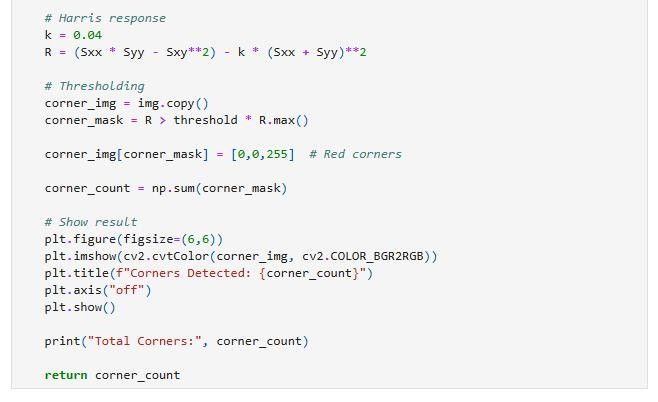 # Harris response
k = 0.04
R = (Sxx * Syy - Sxy**2) - k * (Sxx + Syy)**2
# Thresholding
corner_img = img.copy()
corner_mask = R > threshold * R.max()
corner_img[corner_mask] = [0,0,255]  # Red corners
corner_count = np.sum(corner_mask)
# Show result
plt.figure(figsize=(6,6))
plt.imshow(cv2.cvtColor(corner_img, cv2.COLOR_BGR2RGB))
plt.title(f"Corners Detected: {corner_count}")
plt.axis("off")
plt.show()
print("Total Corners:", corner_count)
return corner_count